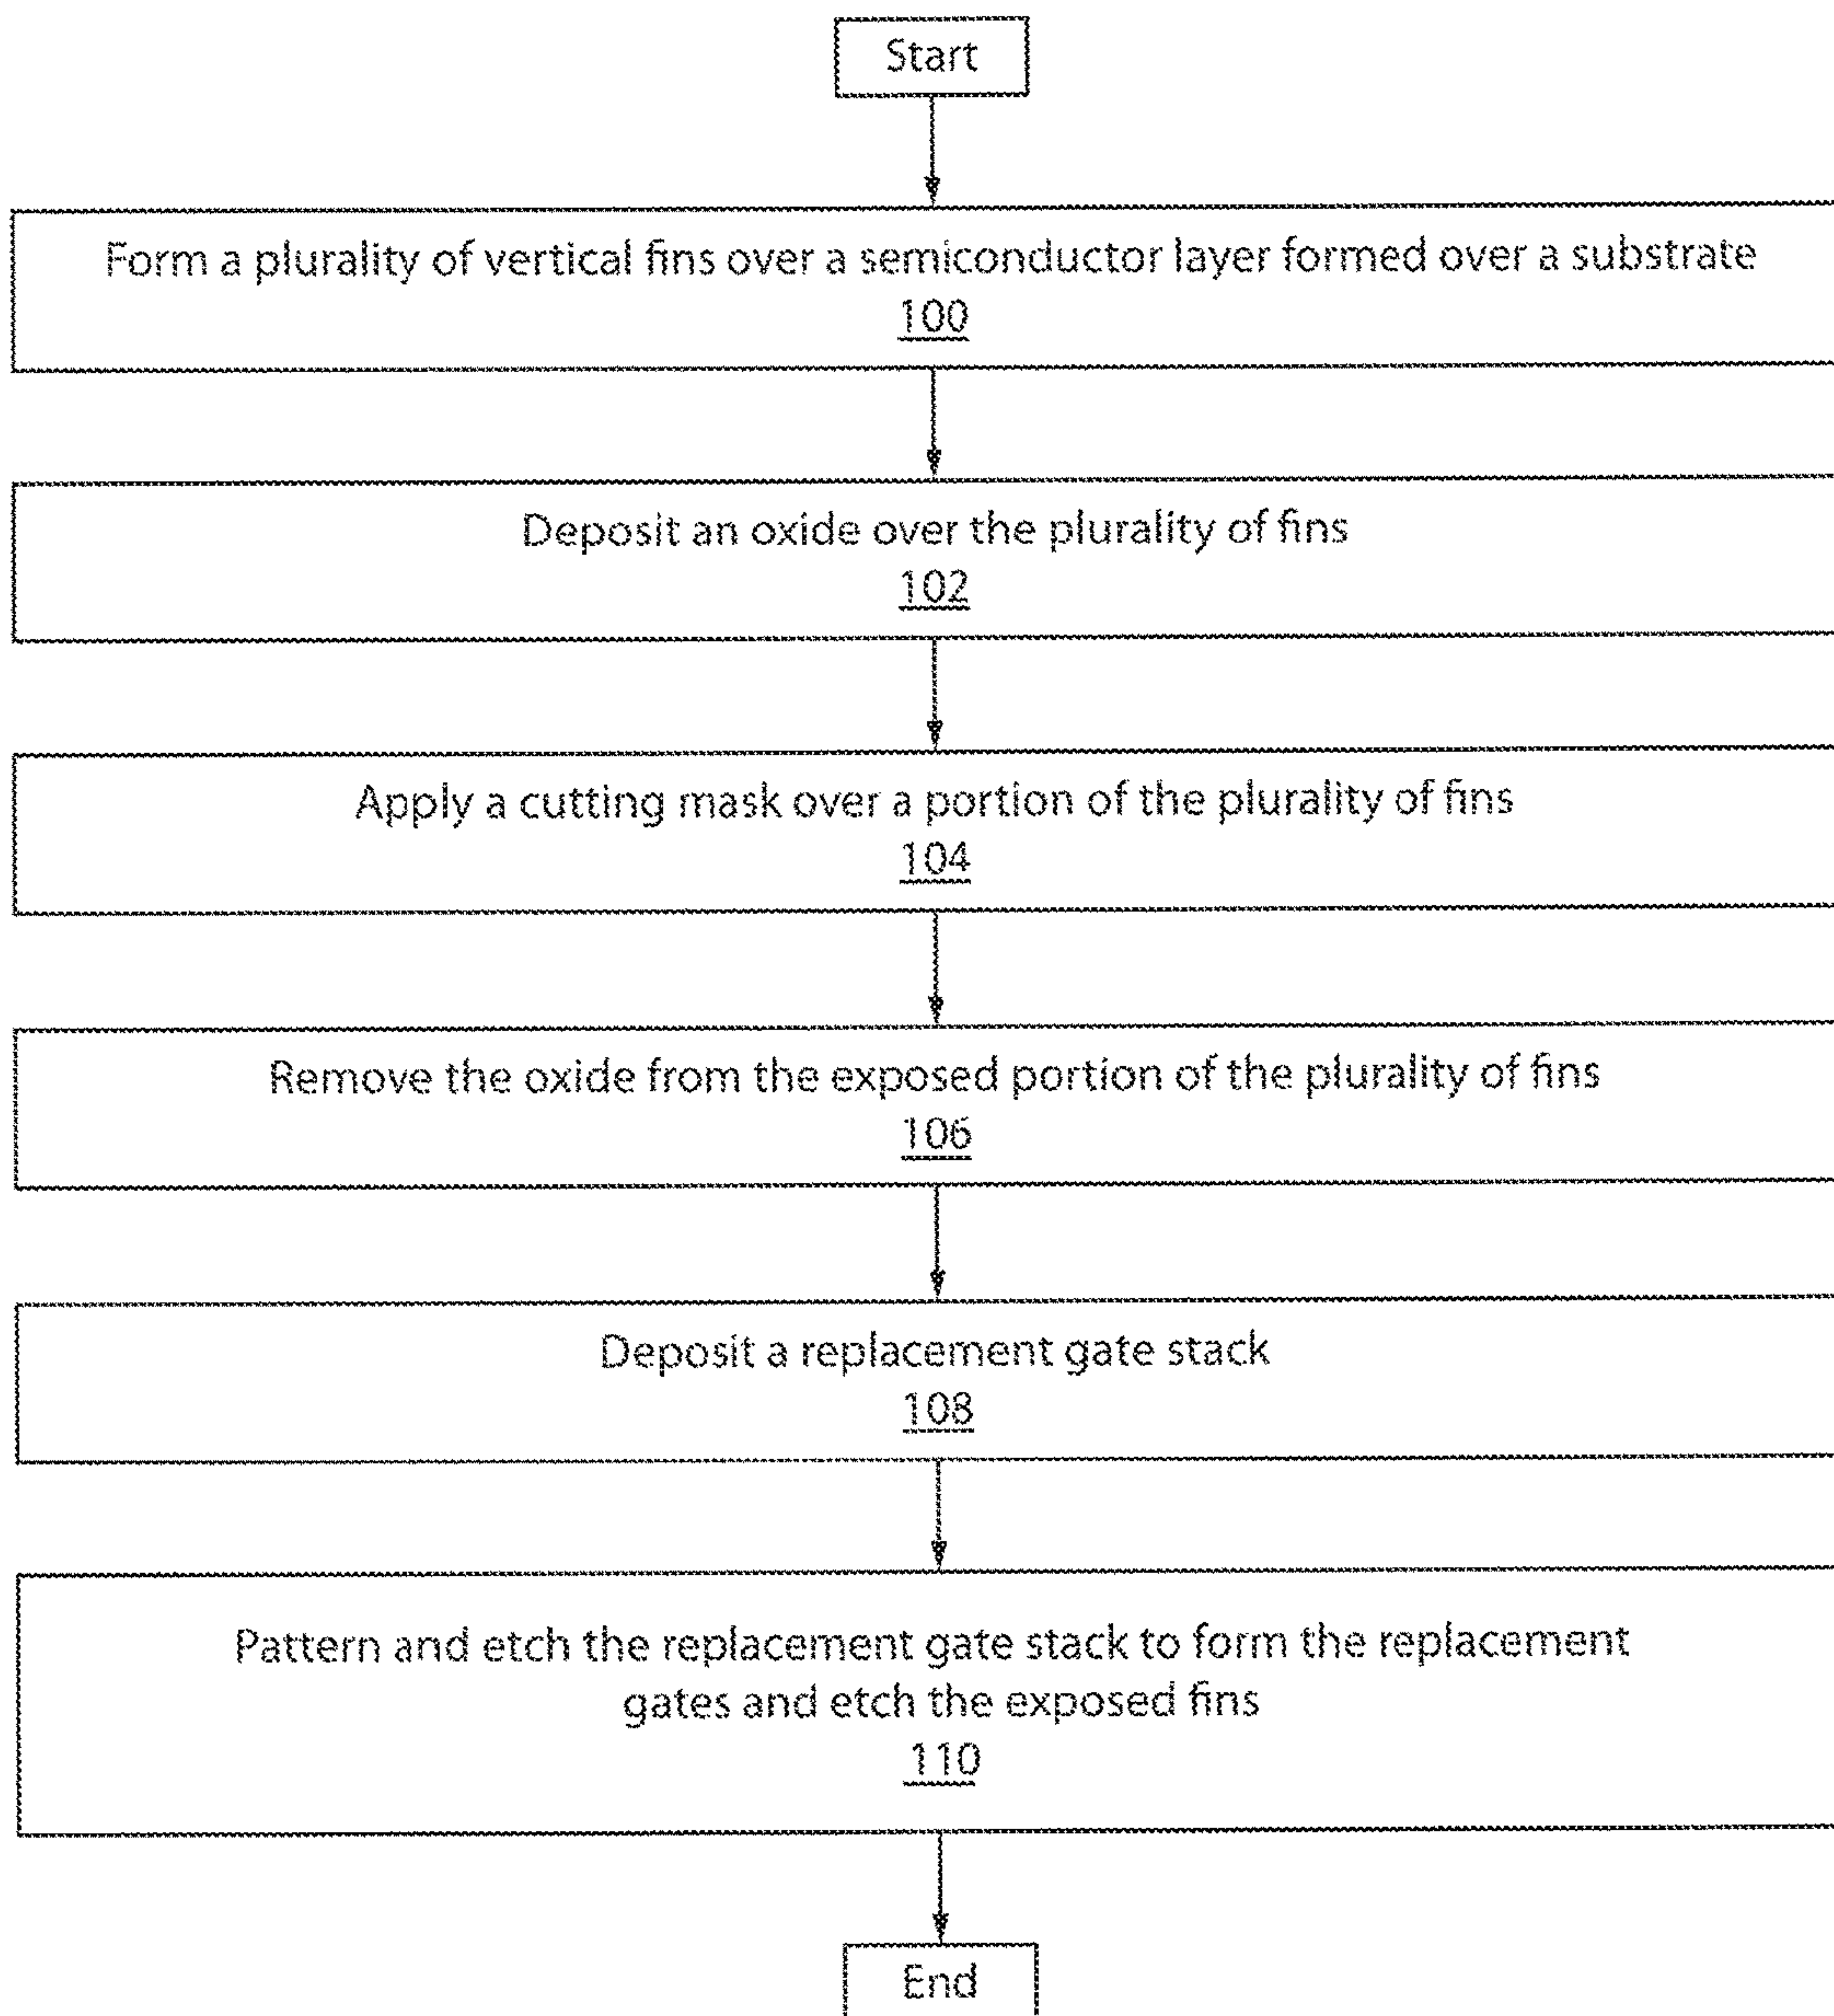 Start
Form a plurality of vertical fins over a semiconductor layer formed over a substrate
100
Deposit an oxide over the plurality of fins
102
Apply a cutting mask over a portion of the plurality of fins
104
Remove the oxide from the exposed portion of the plurality of fins
106
Deposit a replacement gate stack
108
Pattern and etch the replacement gate stack to form the replacement
gates and etch the exposed fins
110
End